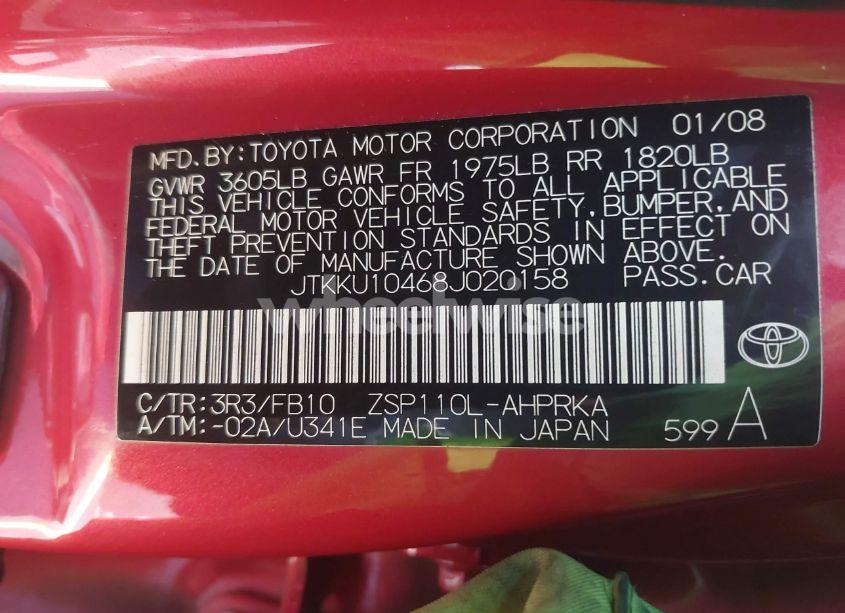 MFD. BY: TOYOTA MOTOR CORPORATION 01/08
GVWR 3605LB GAWR FR 1975LB RR 1820LB
THIS VEHICLE CONFORMS TO ALL APPLICABLE
FEDERAL MOTOR VEHICLE SAFETY, BUMPER, AND
THEFT PREVENTION STANDARDS IN EFFECT ON
THE DATE OF MANUFACTURE SHOWN ABOVE.
JTKKU10468J020158 PASS.CAR
wheelwise
C/TR: 3R3/FB10 ZSP110L-AHPRKA
A/TM: -02A/U341E MADE IN JAPAN 599 A